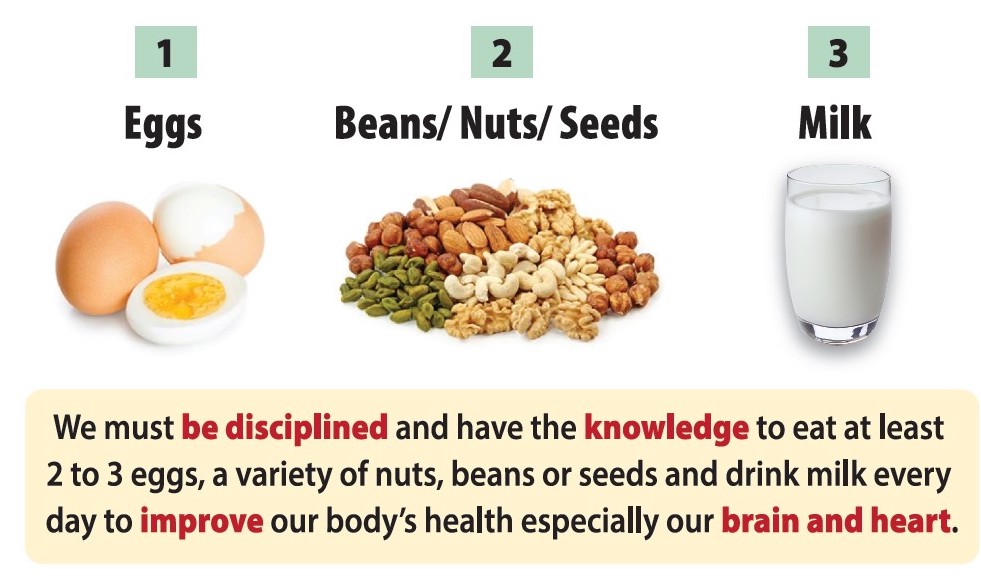 1
Eggs
2
Beans/ Nuts/ Seeds
3
Milk
We must be disciplined and have the knowledge to eat at least
2 to 3 eggs, a variety of nuts, beans or seeds and drink milk every
day to improve our body’s health especially our brain and heart.